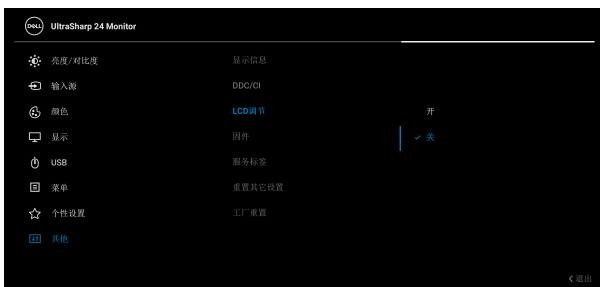 DELL UltraSharp 24 Monitor
亮度/对比度 显示信息
输入源 DDC/CI
颜色 LCD调节 开
显示 固件 关
USB 服务标签
菜单 重置其它设置
个性设置 工厂重置
其他
退出